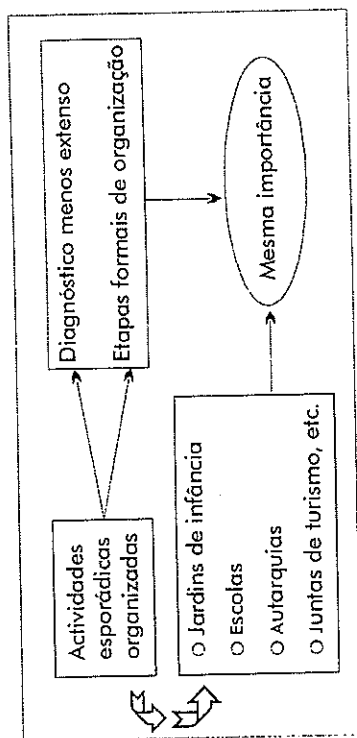 Actividades
esporádicas
organizadas
Diagnóstico menos extenso
Etapas formais de organização
○ Jardins de infância
○ Escolas
○ Autarquias
○ Juntas de turismo, etc.
Mesma importância